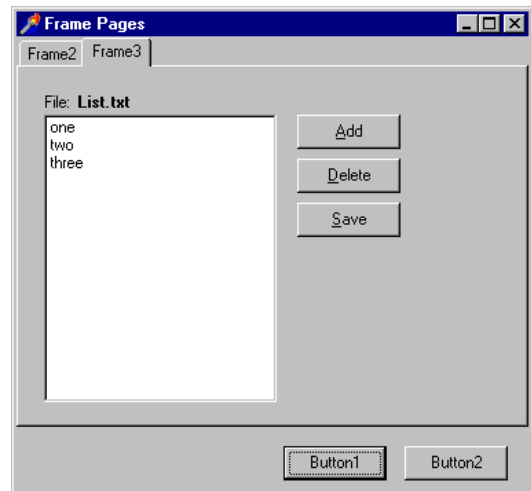 Frame Pages
Frame2 Frame3
File: List.txt
one
two
three
Add
Delete
Save
Button1 Button2